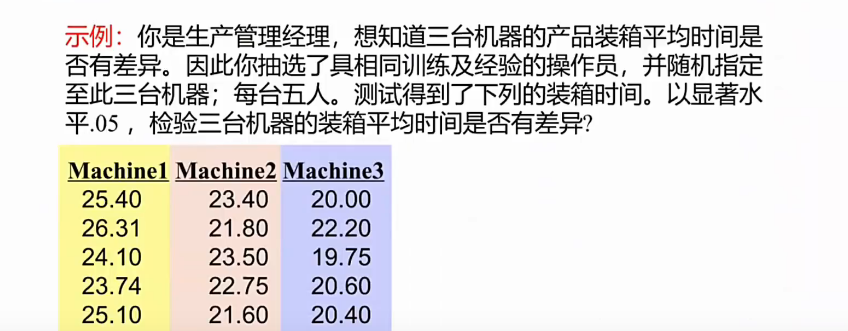 示例：你是生产管理经理，想知道三台机器的产品装箱平均时间是
否有差异。因此你抽选了具相同训练及经验的操作员，并随机指定
至此三台机器；每台五人。测试得到了下列的装箱时间。以显著水
平.05 ，检验三台机器的装箱平均时间是否有差异?
Machine1 Machine2 Machine3
25.40 23.40 20.00
26.31 21.80 22.20
24.10 23.50 19.75
23.74 22.75 20.60
25.10 21.60 20.40